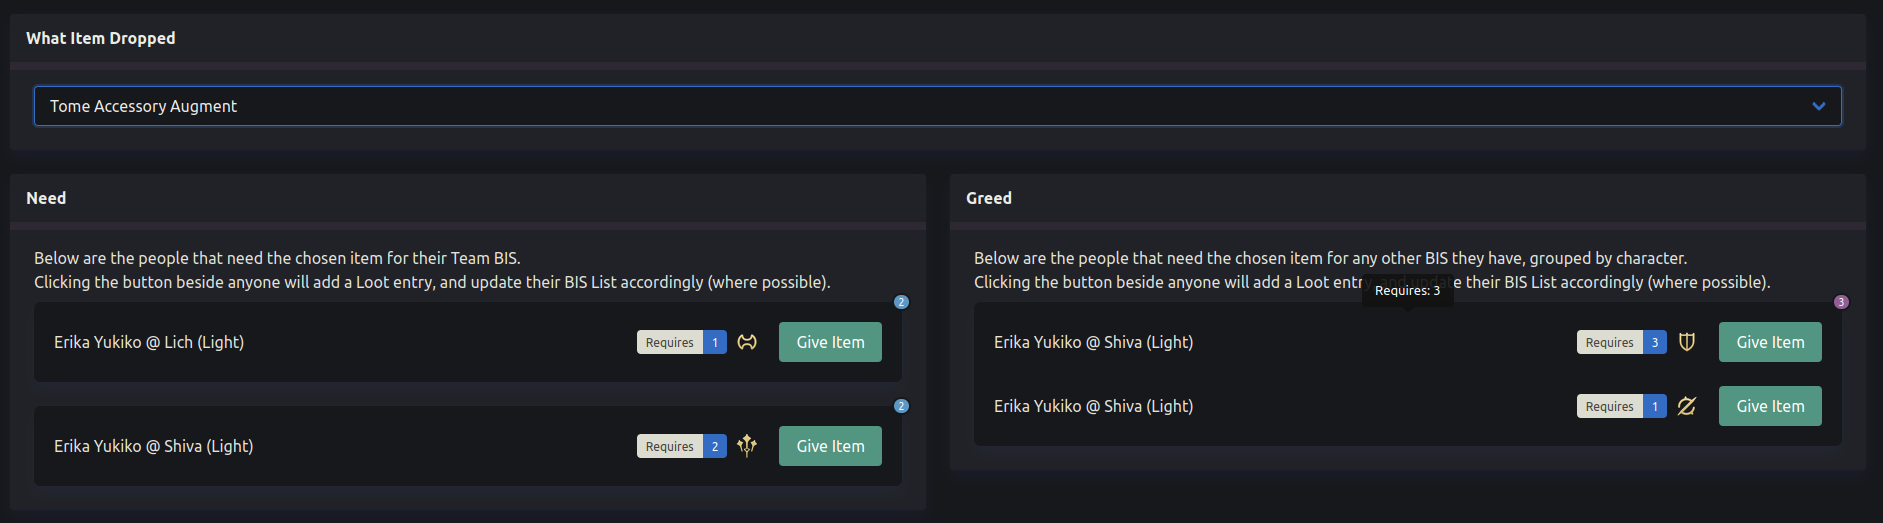 What Item Dropped
Tome Accessory Augment
Need
Below are the people that need the chosen item for their Team BIS.
Clicking the button beside anyone will add a Loot entry, and update their BIS List accordingly (where possible).
2
Erika Yukiko @ Lich (Light)
Requires 1
Give Item
2
Erika Yukiko @ Shiva (Light)
Requires 2
Give Item
Greed
Below are the people that need the chosen item for any other BIS they have, grouped by character.
Clicking the button beside anyone will add a Loot entry, and update their BIS List accordingly (where possible).
Requires: 3
3
Erika Yukiko @ Shiva (Light)
Requires 3
Give Item
Erika Yukiko @ Shiva (Light)
Requires 1
Give Item